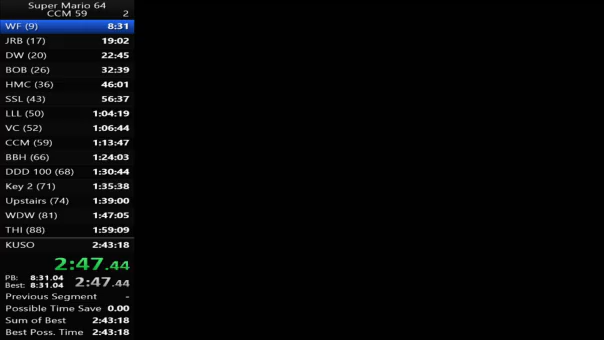 Super Mario 64
CCM 59 2
WF (9) 8:31
JRB (17) 19:02
DW (20) 22:45
BOB (26) 32:39
HMC (36) 46:01
SSL (43) 56:37
LLL (50) 1:04:19
VC (52) 1:06:44
CCM (59) 1:13:47
BBH (66) 1:24:03
DDD 100 (68) 1:30:44
Key 2 (71) 1:35:38
Upstairs (74) 1:39:00
WDW (81) 1:47:05
THI (88) 1:59:09
KUSO 2:43:18
2:47.44
PB: 8:31.04
Best: 8:31.04 2:47.44
Previous Segment -
Possible Time Save 0.00
Sum of Best 2:43:18
Best Poss. Time 2:43:18